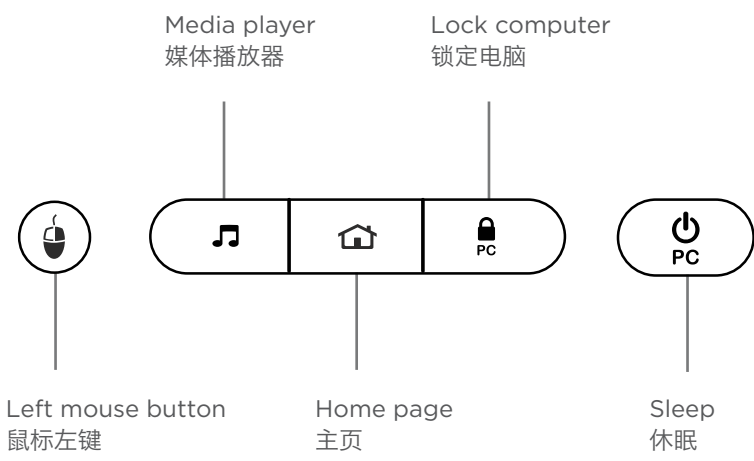 Media player
媒体播放器
Lock computer
锁定电脑
PC
PC
Left mouse button
鼠标左键
Home page
主页
Sleep
休眠